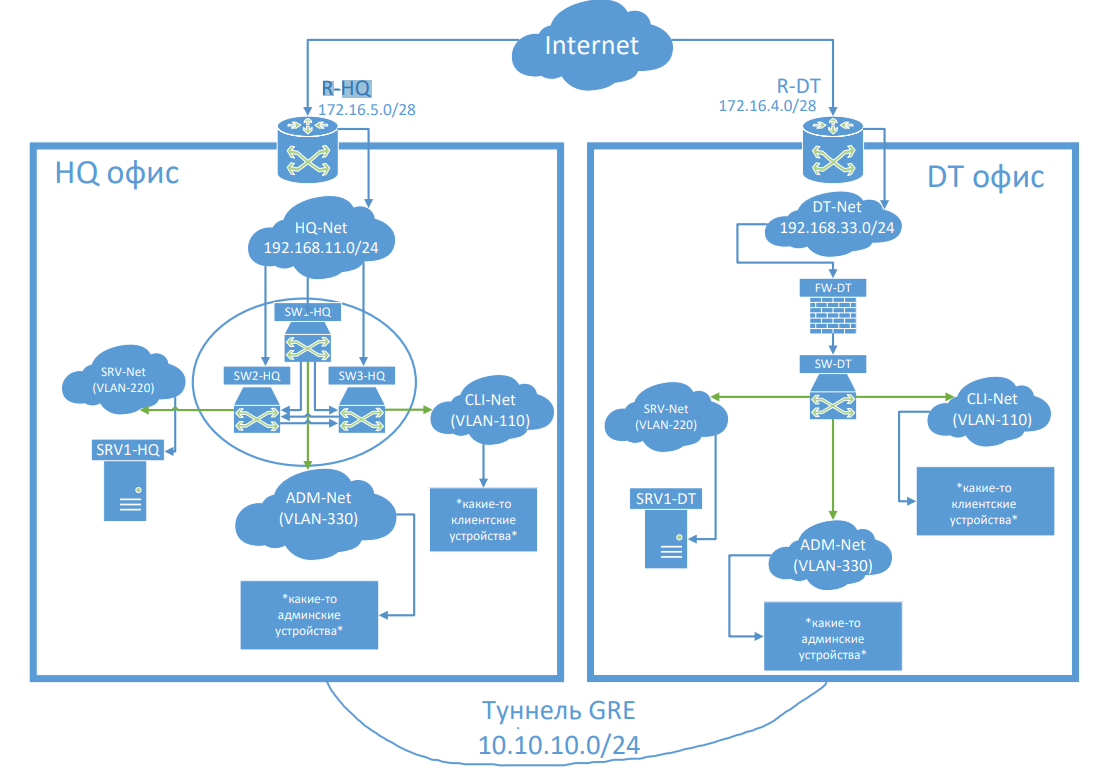 Internet
R-HQ
172.16.5.0/28
R-DT
172.16.4.0/28
HQ офис
HQ-Net
192.168.11.0/24
SW2-HQ
SW3-HQ
SRV-Net
(VLAN-220)
SRV1-HQ
CLI-Net
(VLAN-110)
*какие-то
клиентские
устройства*
ADM-Net
(VLAN-330)
*какие-то
админские
устройства*
DT офис
DT-Net
192.168.33.0/24
FW-DT
SW-DT
SRV-Net
(VLAN-220)
SRV1-DT
CLI-Net
(VLAN-110)
*какие-то
клиентские
устройства*
ADM-Net
(VLAN-330)
*какие-то
админские
устройства*
Туннель GRE
10.10.10.0/24